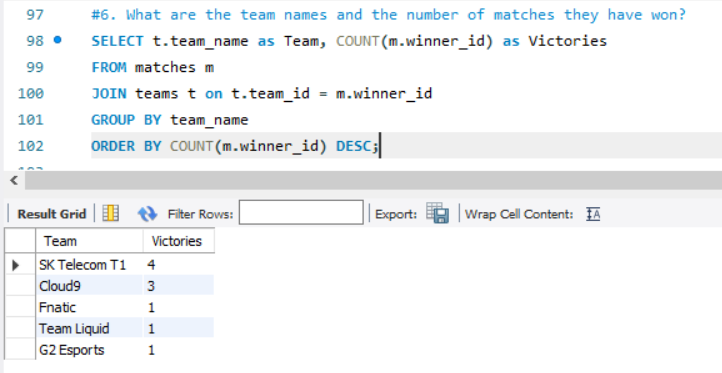 97 #6. What are the team names and the number of matches they have won?
98 SELECT t.team_name as Team, COUNT(m.winner_id) as Victories
99 FROM matches m
100 JOIN teams t on t.team_id = m.winner_id
101 GROUP BY team_name
102 ORDER BY COUNT(m.winner_id) DESC;
Result Grid Filter Rows: Export: Wrap Cell Content: IA
Team Victories
SK Telecom T1 4
Cloud9 3
Fnatic 1
Team Liquid 1
G2 Esports 1